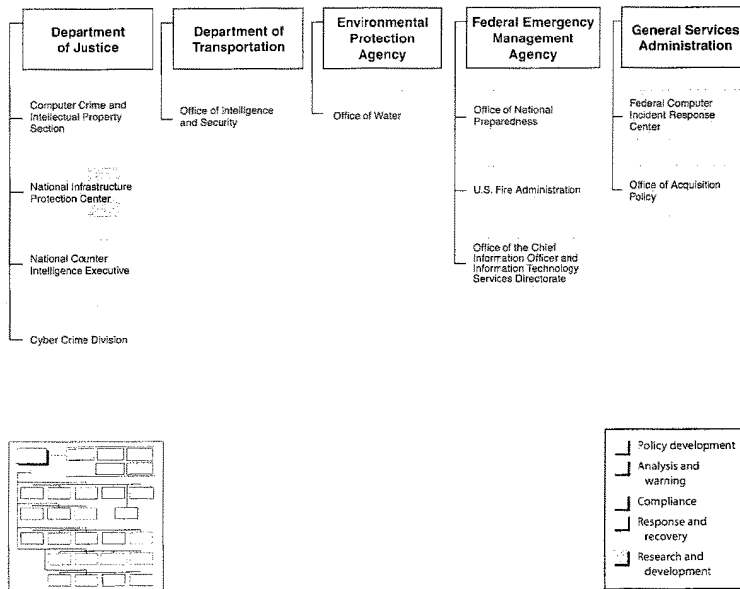 Department
of Justice
Department of
Transportation
Environmental
Protection
Agency
Federal Emergency
Management
Agency
General Services
Administration
Computer Crime and
Intellectual Property
Section
National Infrastructure
Protection Center
National Counter
Intelligence Executive
Cyber Crime Division
Office of Intelligence
and Security
Office of Water
Office of National
Preparedness
U.S. Fire Administration
Office of the Chief
Information Officer and
Information Technology
Services Directorate
Federal Computer
Incident Response
Center
Office of Acquisition
Policy
Policy development
Analysis and
warning
Compliance
Response and
recovery
Research and
development